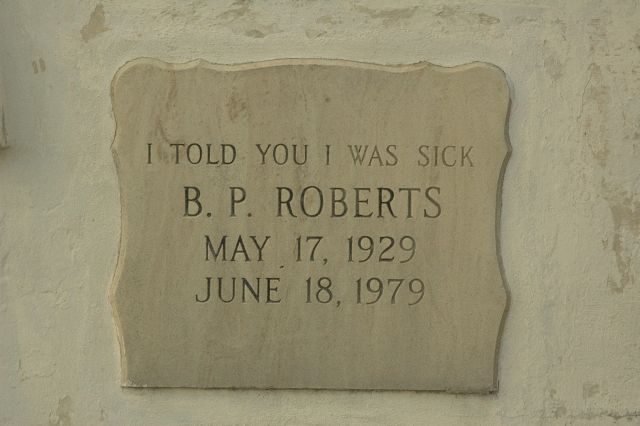 I TOLD YOU I WAS SICK
B. P. ROBERTS
MAY 17, 1929
JUNE 18, 1979